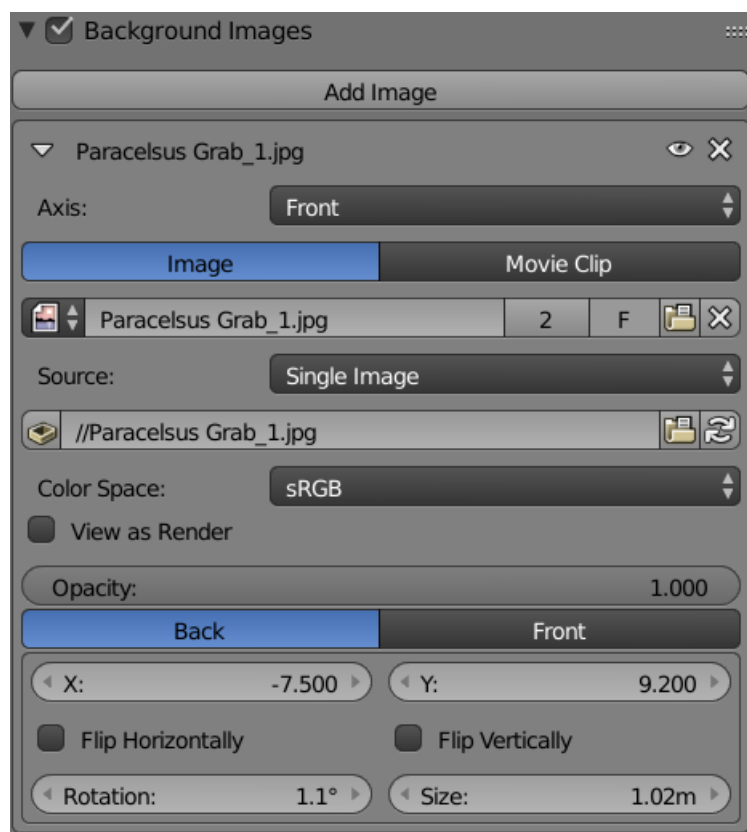 Background Images
Add Image
Paracelsus Grab_1.jpg
Axis: Front
Image Movie Clip
Paracelsus Grab_1.jpg 2 F
Source: Single Image
//Paracelsus Grab_1.jpg
Color Space: sRGB
View as Render
Opacity: 1.000
Back Front
X: -7.500 Y: 9.200
Flip Horizontally Flip Vertically
Rotation: 1.1° Size: 1.02m